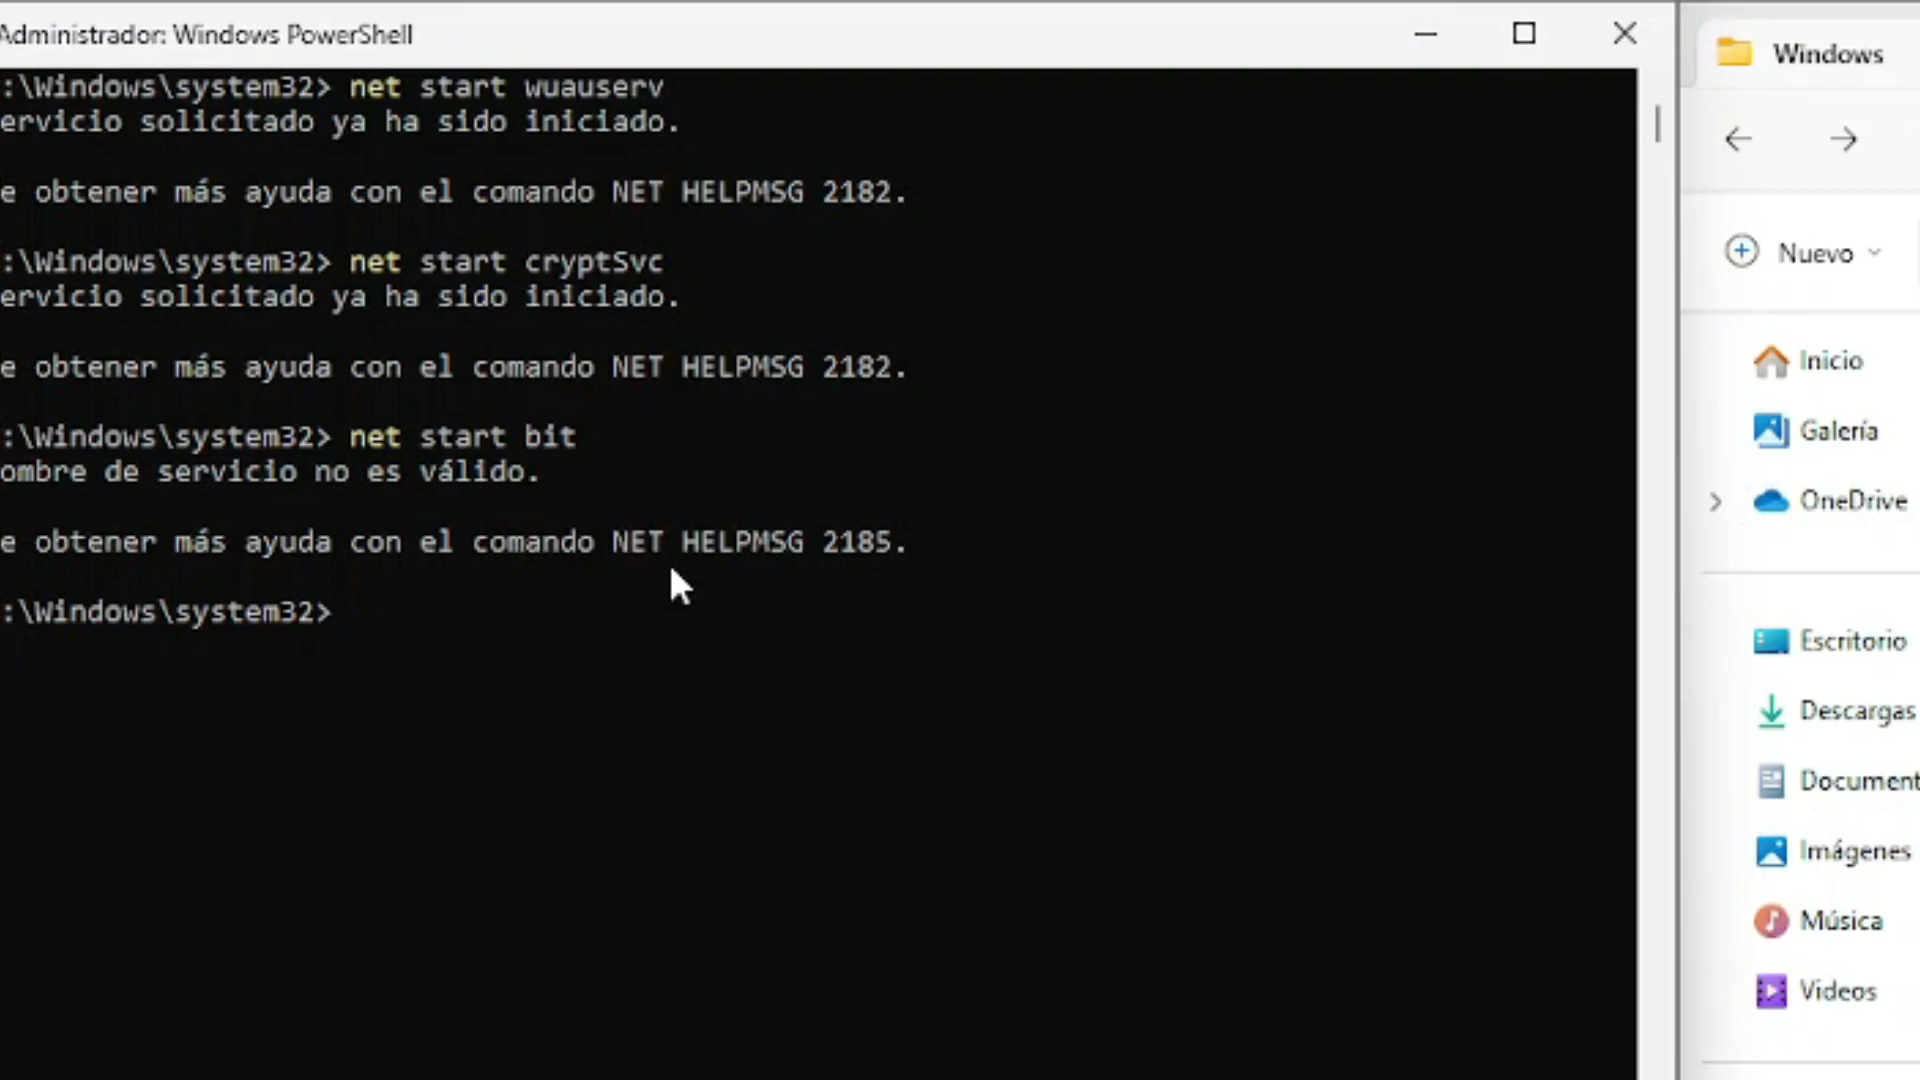 Administrador: Windows PowerShell
:\Windows\system32> net start wuauserv
ervicio solicitado ya ha sido iniciado.
e obtener más ayuda con el comando NET HELPMSG 2182.
:\Windows\system32> net start cryptSvc
ervicio solicitado ya ha sido iniciado.
e obtener más ayuda con el comando NET HELPMSG 2182.
:\Windows\system32> net start bit
ombre de servicio no es válido.
e obtener más ayuda con el comando NET HELPMSG 2185.
:\Windows\system32>
Windows
Nuevo
Inicio
Galería
OneDrive
Escritorio
Descargas
Document
Imágenes
Música
Videos